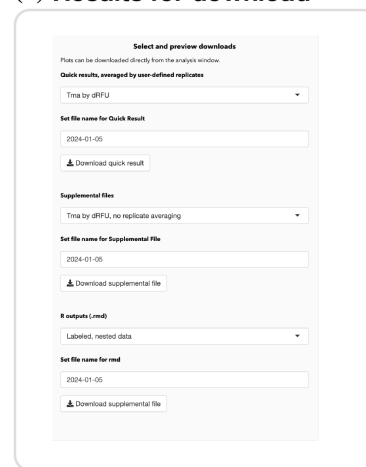 Select and preview downloads
Plots can be downloaded directly from the analysis window.
Quick results, averaged by user-defined replicates
Tma by dRFU
Set file name for Quick Result
2024-01-05
Download quick result
Supplemental files
Tma by dRFU, no replicate averaging
Set file name for Supplemental File
2024-01-05
Download supplemental file
R outputs (.rmd)
Labeled, nested data
Set file name for rmd
2024-01-05
Download supplemental file